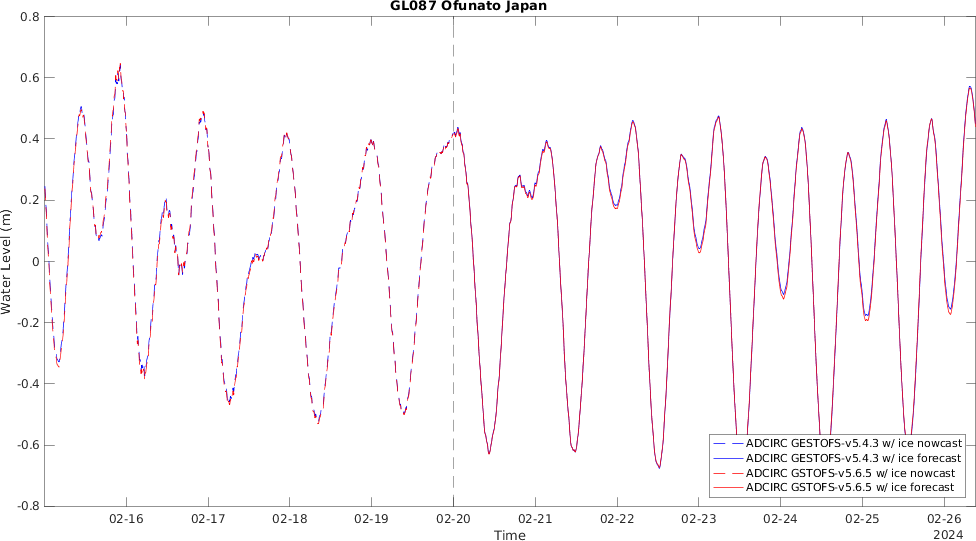 GL087 Ofunato Japan
0.8
0.6
0.4
0.2
0
-0.2
-0.4
-0.6
-0.8
Water Level (m)
ADCIRC GESTOFS-v5.4.3 w/ ice nowcast
ADCIRC GESTOFS-v5.4.3 w/ ice forecast
ADCIRC GSTOFS-v5.6.5 w/ ice nowcast
ADCIRC GSTOFS-v5.6.5 w/ ice forecast
02-16 02-17 02-18 02-19 02-20 02-21 02-22 02-23 02-24 02-25 02-26
Time 2024